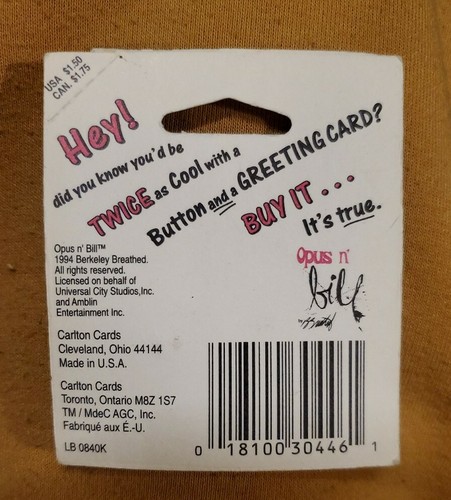 USA $1.50
CAN. $1.75
Hey!
did you know you'd be
TWICE as Cool with a
Button and a GREETING CARD?
BUY IT...
It's true.
Opus n' Bill™
1994 Berkeley Breathed.
All rights reserved.
Licensed on behalf of
Universal City Studios,Inc.
and Amblin
Entertainment Inc.
Opus n'
bill
Carlton Cards
Cleveland, Ohio 44144
Made in U.S.A.
Carlton Cards
Toronto, Ontario M8Z 1S7
TM / MdeC AGC, Inc.
Fabriqué aux É.-U.
LB 0840K
0 18100 30446 1